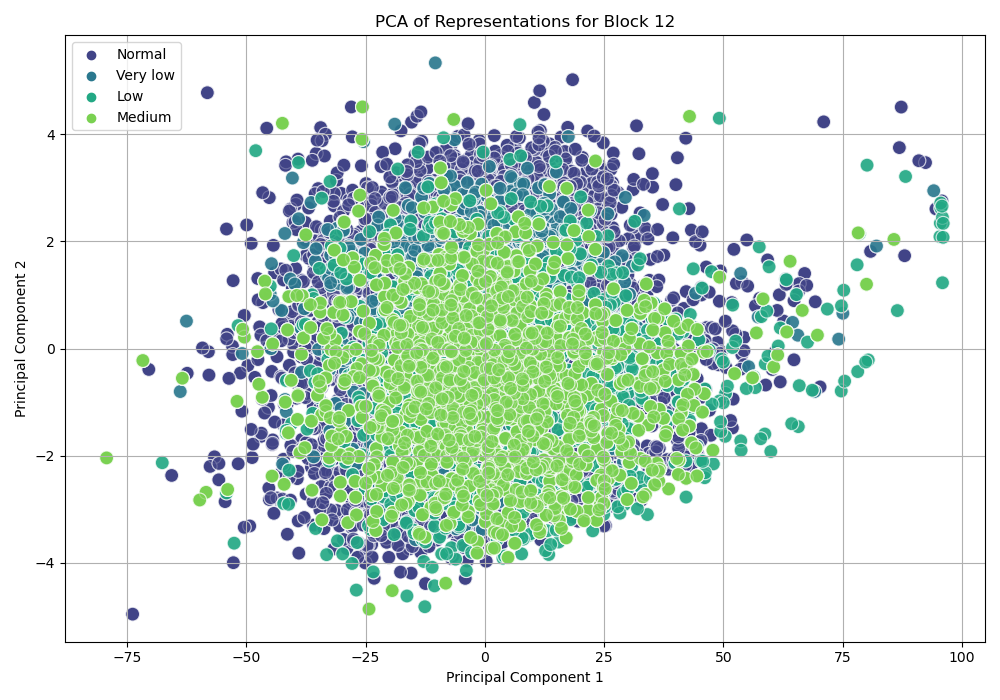 PCA of Representations for Block 12
Normal
Very low
Low
Medium
4
2
0
−2
−4
Principal Component 2
−75
−50
−25
0
25
50
75
100
Principal Component 1